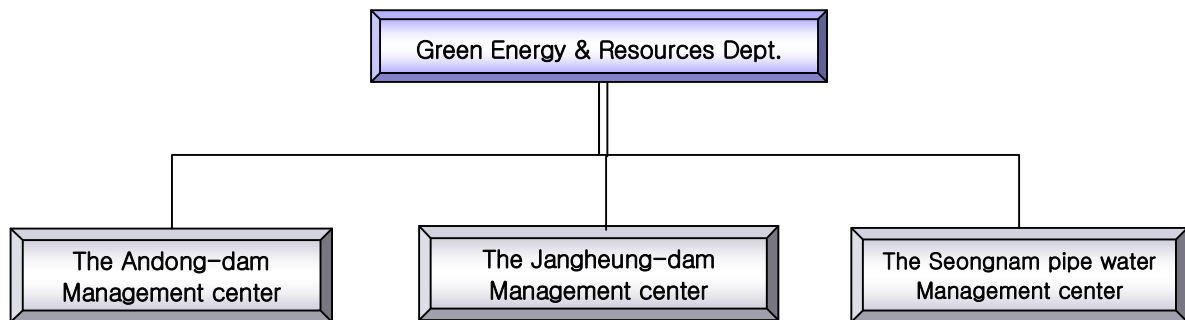 Green Energy & Resources Dept.
The Andong-dam
Management center
The Jangheung-dam
Management center
The Seongnam pipe water
Management center